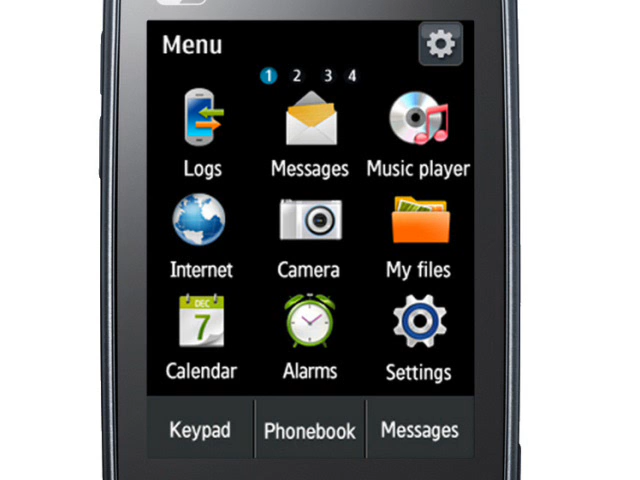 Menu
1 2 3 4
Logs Messages Music player
Internet Camera My files
DEC
7
Calendar Alarms Settings
Keypad Phonebook Messages